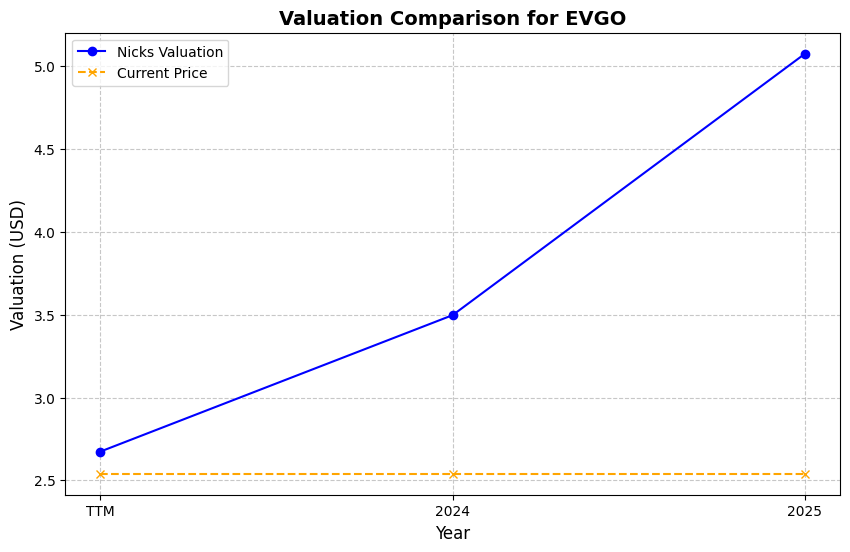 Valuation Comparison for EVGO
Nicks Valuation
Current Price
Valuation (USD)
5.0
4.5
4.0
3.5
3.0
2.5
TTM
2024
2025
Year